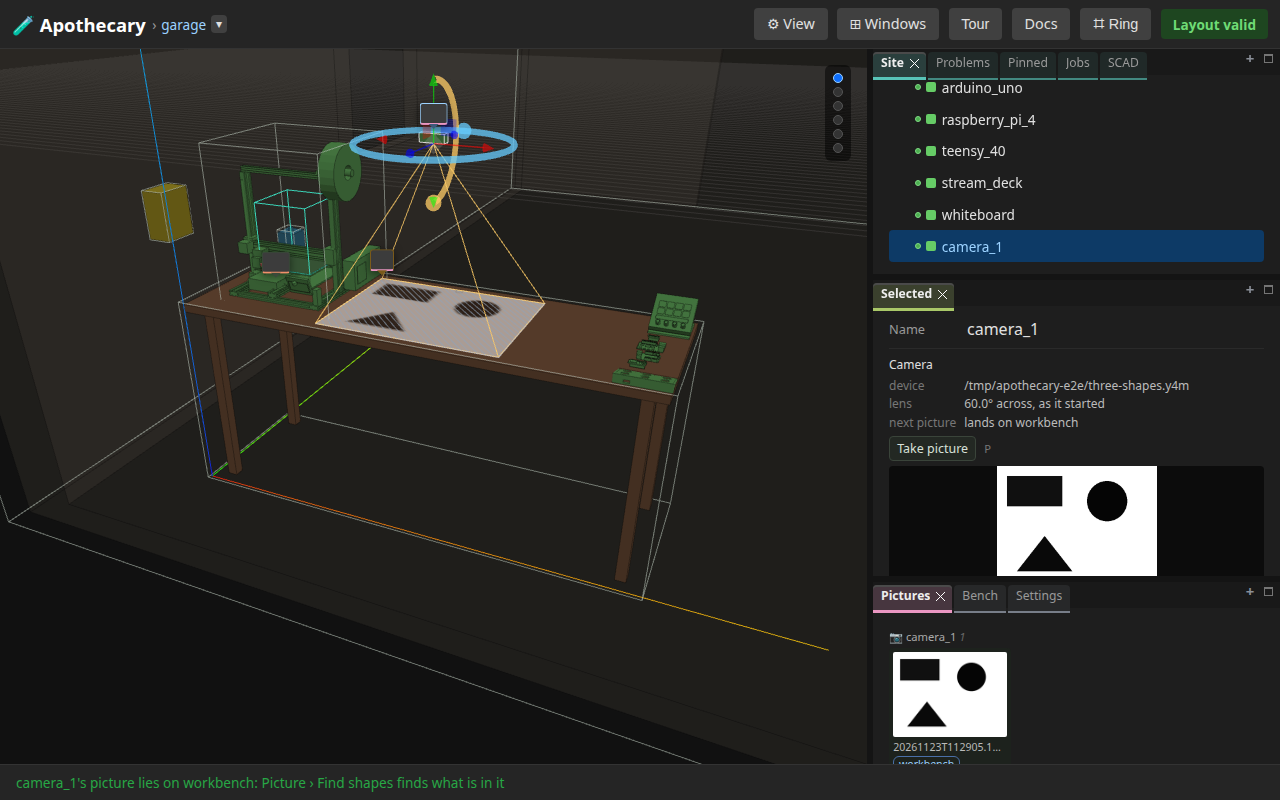 🧪 Apothecary › garage ▾
⚙ View
⊞ Windows
Tour
Docs
⌗ Ring
Layout valid
Site
Problems
Pinned
Jobs
SCAD
arduino_uno
raspberry_pi_4
teensy_40
stream_deck
whiteboard
camera_1
Selected
Name camera_1
Camera
device /tmp/apothecary-e2e/three-shapes.y4m
lens 60.0° across, as it started
next picture lands on workbench
Take picture P
Pictures
Bench
Settings
📷 camera_1 1
20261123T112905.1...
workbench
camera_1's picture lies on workbench: Picture › Find shapes finds what is in it